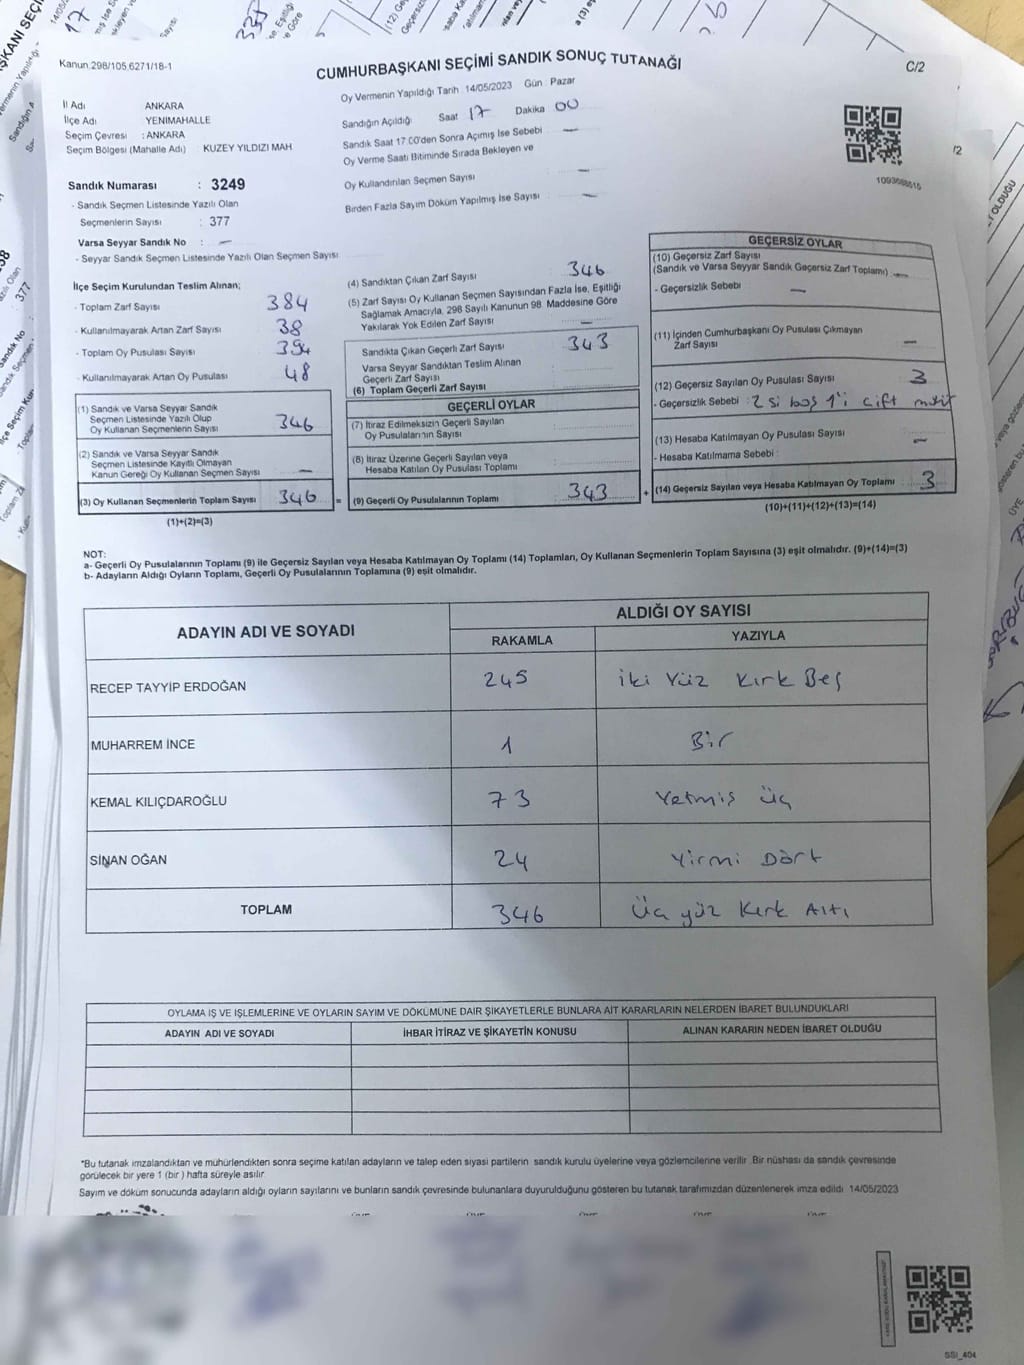 Kanun.298/105,6271/18-1
CUMHURBAŞKANI SEÇİMİ SANDIK SONUÇ TUTANAĞI
C/2
Oy Vermenin Yapıldığı Tarih 14/05/2023 Gün : Pazar
İl Adı ANKARA
İlçe Adı YENIMAHALLE
Seçim Çevresi : ANKARA
Seçim Bölgesi (Mahalle Adı) : KUZEY YILDIZI MAH
Sandığın Açıldığı Saat 17 Dakika 00
Sandık Saat 17:00'den Sonra Açımış Ise Sebebi —
Oy Verme Saati Bitiminde Sırada Bekleyen ve
Oy Kullandırılan Seçmen Sayısı : —
Birden Fazla Sayım Döküm Yapılmış Ise Sayısı : —
/2
Sandık Numarası : 3249
- Sandık Seçmen Listesinde Yazılı Olan
Seçmenlerin Sayısı : 377
Varsa Seyyar Sandık No : —
- Seyyar Sandık Seçmen Listesinde Yazılı Olan Seçmen Sayısı :
İlçe Seçim Kurulundan Teslim Alınan;
- Toplam Zarf Sayısı 384
- Kullanılmayarak Artan Zarf Sayısı 38
- Toplam Oy Pusulası Sayısı 394
- Kullanılmayarak Artan Oy Pusulası 48
(1) Sandık ve Varsa Seyyar Sandık
Seçmen Listesinde Yazılı Olup
Oy Kullanan Seçmenlerin Sayısı 346
(2) Sandık ve Varsa Seyyar Sandık
Seçmen Listesinde Kayıtlı Olmayan
Kanun Gereği Oy Kullanan Seçmen Sayısı —
(3) Oy Kullanan Seçmenlerin Toplam Sayısı 346 =
(1)+(2)=(3)
(4) Sandıktan Çıkan Zarf Sayısı 346
(5) Zarf Sayısı Oy Kullanan Seçmen Sayısından Fazla İse, Eşitliği
Sağlamak Amacıyla, 298 Sayılı Kanunun 98. Maddesine Göre
Yakılarak Yok Edilen Zarf Sayısı —
Sandıkta Çıkan Geçerli Zarf Sayısı 343
Varsa Seyyar Sandıktan Teslim Alınan
Geçerli Zarf Sayısı
(6) Toplam Geçerli Zarf Sayısı
GEÇERLİ OYLAR
(7) İtiraz Edilmeksizin Geçerli Sayılan
Oy Pusulalarının Sayısı
(8) İtiraz Üzerine Geçerli Sayılan veya
Hesaba Katılan Oy Pusulası Toplamı
(9) Geçerli Oy Pusulalarının Toplamı 343 +
GEÇERSİZ OYLAR
(10) Geçersiz Zarf Sayısı
(Sandık ve Varsa Seyyar Sandık Geçersiz Zarf Toplamı) —
- Geçersizlik Sebebi : —
(11) İçinden Cumhurbaşkanı Oy Pusulası Çıkmayan
Zarf Sayısı —
(12) Geçersiz Sayılan Oy Pusulası Sayısı 3
- Geçersizlik Sebebi : 2 si boş 1'i çift
(13) Hesaba Katılmayan Oy Pusulası Sayısı —
- Hesaba Katılmama Sebebi :
(14) Geçersiz Sayılan veya Hesaba Katılmayan Oy Toplamı 3
(10)+(11)+(12)+(13)=(14)
NOT:
a- Geçerli Oy Pusulalarının Toplamı (9) ile Geçersiz Sayılan veya Hesaba Katılmayan Oy Toplamı (14) Toplamları, Oy Kullanan Seçmenlerin Toplam Sayısına (3) eşit olmalıdır. (9)+(14)=(3)
b- Adayların Aldığı Oyların Toplamı, Geçerli Oy Pusulalarının Toplamına (9) eşit olmalıdır.
ADAYIN ADI VE SOYADI ALDIĞI OY SAYISI
RAKAMLA YAZIYLA
RECEP TAYYİP ERDOĞAN 245 iki Yüz Kırk Beş
MUHARREM İNCE 1 Bir
KEMAL KILIÇDAROĞLU 73 Yetmiş üç
SİNAN OĞAN 24 Yirmi Dört
TOPLAM 346 üç yüz Kırk Altı
OYLAMA İŞ VE IŞLEMLERİNE VE OYLARIN SAYIM VE DÖKÜMÜNE DAİR ŞİKAYETLERLE BUNLARA AİT KARARLARIN NELERDEN İBARET BULUNDUKLARI
ADAYIN ADI VE SOYADI İHBAR İTİRAZ VE ŞİKAYETİN KONUSU ALINAN KARARIN NEDEN İBARET OLDUĞU
*Bu tutanak imzalandıktan ve mühürlendikten sonra seçime katılan adayların ve talep eden siyasi partilerin sandık kurulu üyelerine veya gözlemcilerine verilir. Bir nüshası da sandık çevresinde
görülecek bir yere 1 (bir ) hafta süreyle asılır.
Sayım ve döküm sonucunda adayların aldığı oyların sayılarını ve bunların sandık çevresinde bulunanlara duyurulduğunu gösteren bu tutanak tarafımızdan düzenlenerek imza edildi 14/05/2023
SSI_404